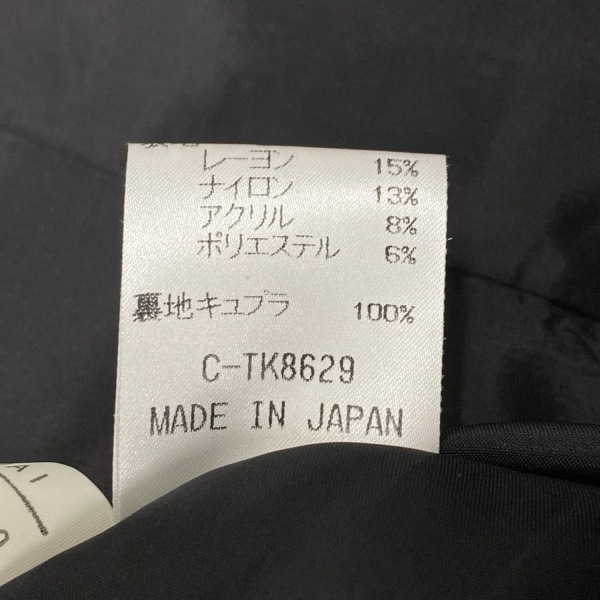 レーヨン 15%
ナイロン 13%
アクリル 8%
ポリエステル 6%
裏地キュプラ 100%
C-TK8629
MADE IN JAPAN
A I